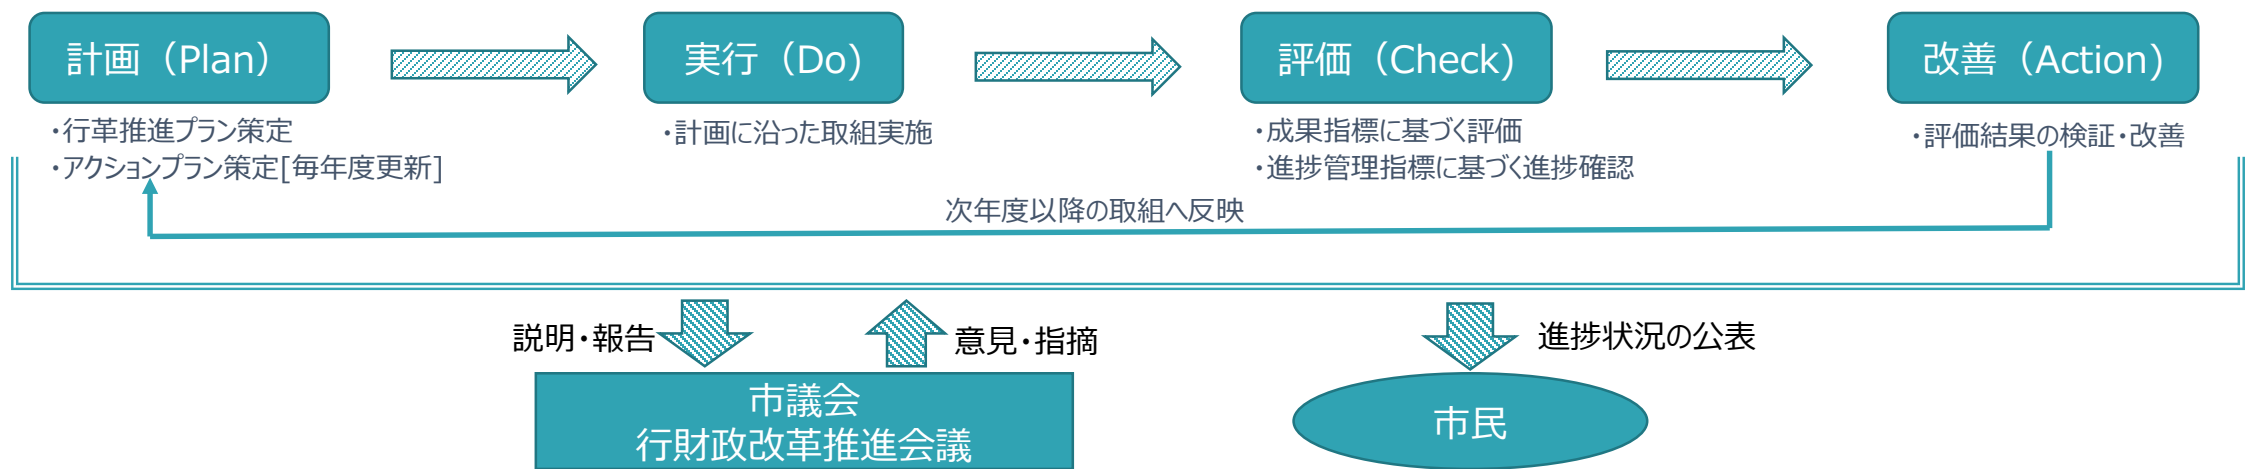 計画（Plan）
実行（Do）
評価（Check）
改善（Action）
・行革推進プラン策定
・アクションプラン策定[毎年度更新]
・計画に沿った取組実施
・成果指標に基づく評価
・進捗管理指標に基づく進捗確認
・評価結果の検証・改善
次年度以降の取組へ反映
説明・報告
意見・指摘
進捗状況の公表
市議会
行財政改革推進会議
市民